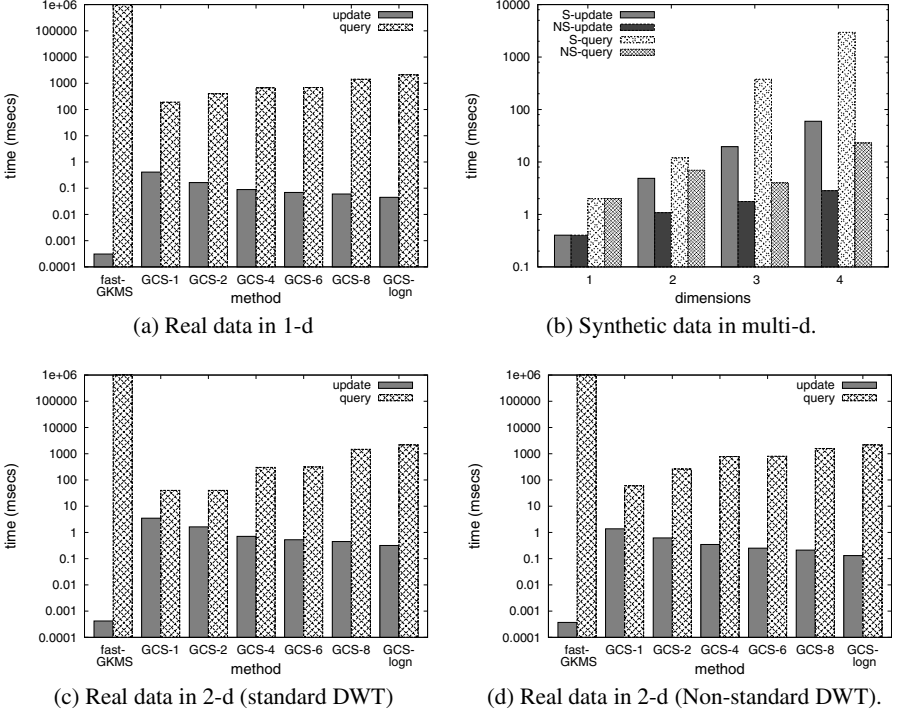 1e+06
100000
10000
1000
100
10
1
0.1
0.01
0.001
0.0001
time (msecs)
update
query
fast-GKMS
GCS-1
GCS-2
GCS-4
GCS-6
GCS-8
GCS-logn
method
(a) Real data in 1-d
10000
1000
100
10
1
0.1
time (msecs)
S-update
NS-update
S-query
NS-query
1
2
3
4
dimensions
(b) Synthetic data in multi-d.
1e+06
100000
10000
1000
100
10
1
0.1
0.01
0.001
0.0001
time (msecs)
update
query
fast-GKMS
GCS-1
GCS-2
GCS-4
GCS-6
GCS-8
GCS-logn
method
(c) Real data in 2-d (standard DWT)
1e+06
100000
10000
1000
100
10
1
0.1
0.01
0.001
0.0001
time (msecs)
update
query
fast-GKMS
GCS-1
GCS-2
GCS-4
GCS-6
GCS-8
GCS-logn
method
(d) Real data in 2-d (Non-standard DWT).